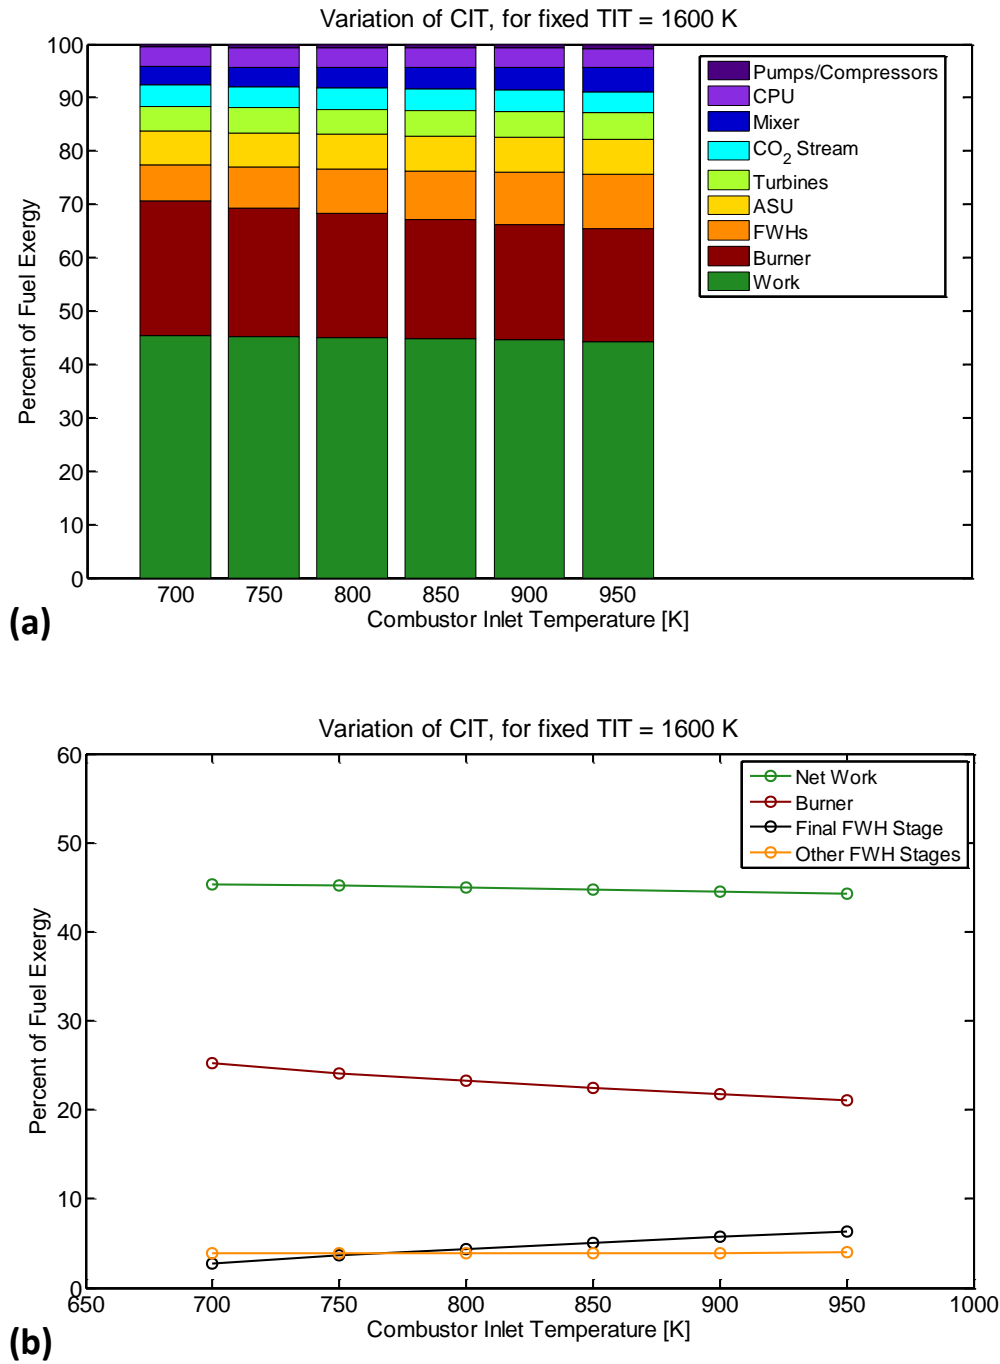 Variation of CIT, for fixed TIT = 1600 K
100
90
80
70
60
50
40
30
20
10
0
Percent of Fuel Exergy
Pumps/Compressors
CPU
Mixer
CO2 Stream
Turbines
ASU
FWHs
Burner
Work
700 750 800 850 900 950
Combustor Inlet Temperature [K]
(a)
Variation of CIT, for fixed TIT = 1600 K
60
50
40
30
20
10
0
Percent of Fuel Exergy
Net Work
Burner
Final FWH Stage
Other FWH Stages
650 700 750 800 850 900 950 1000
Combustor Inlet Temperature [K]
(b)